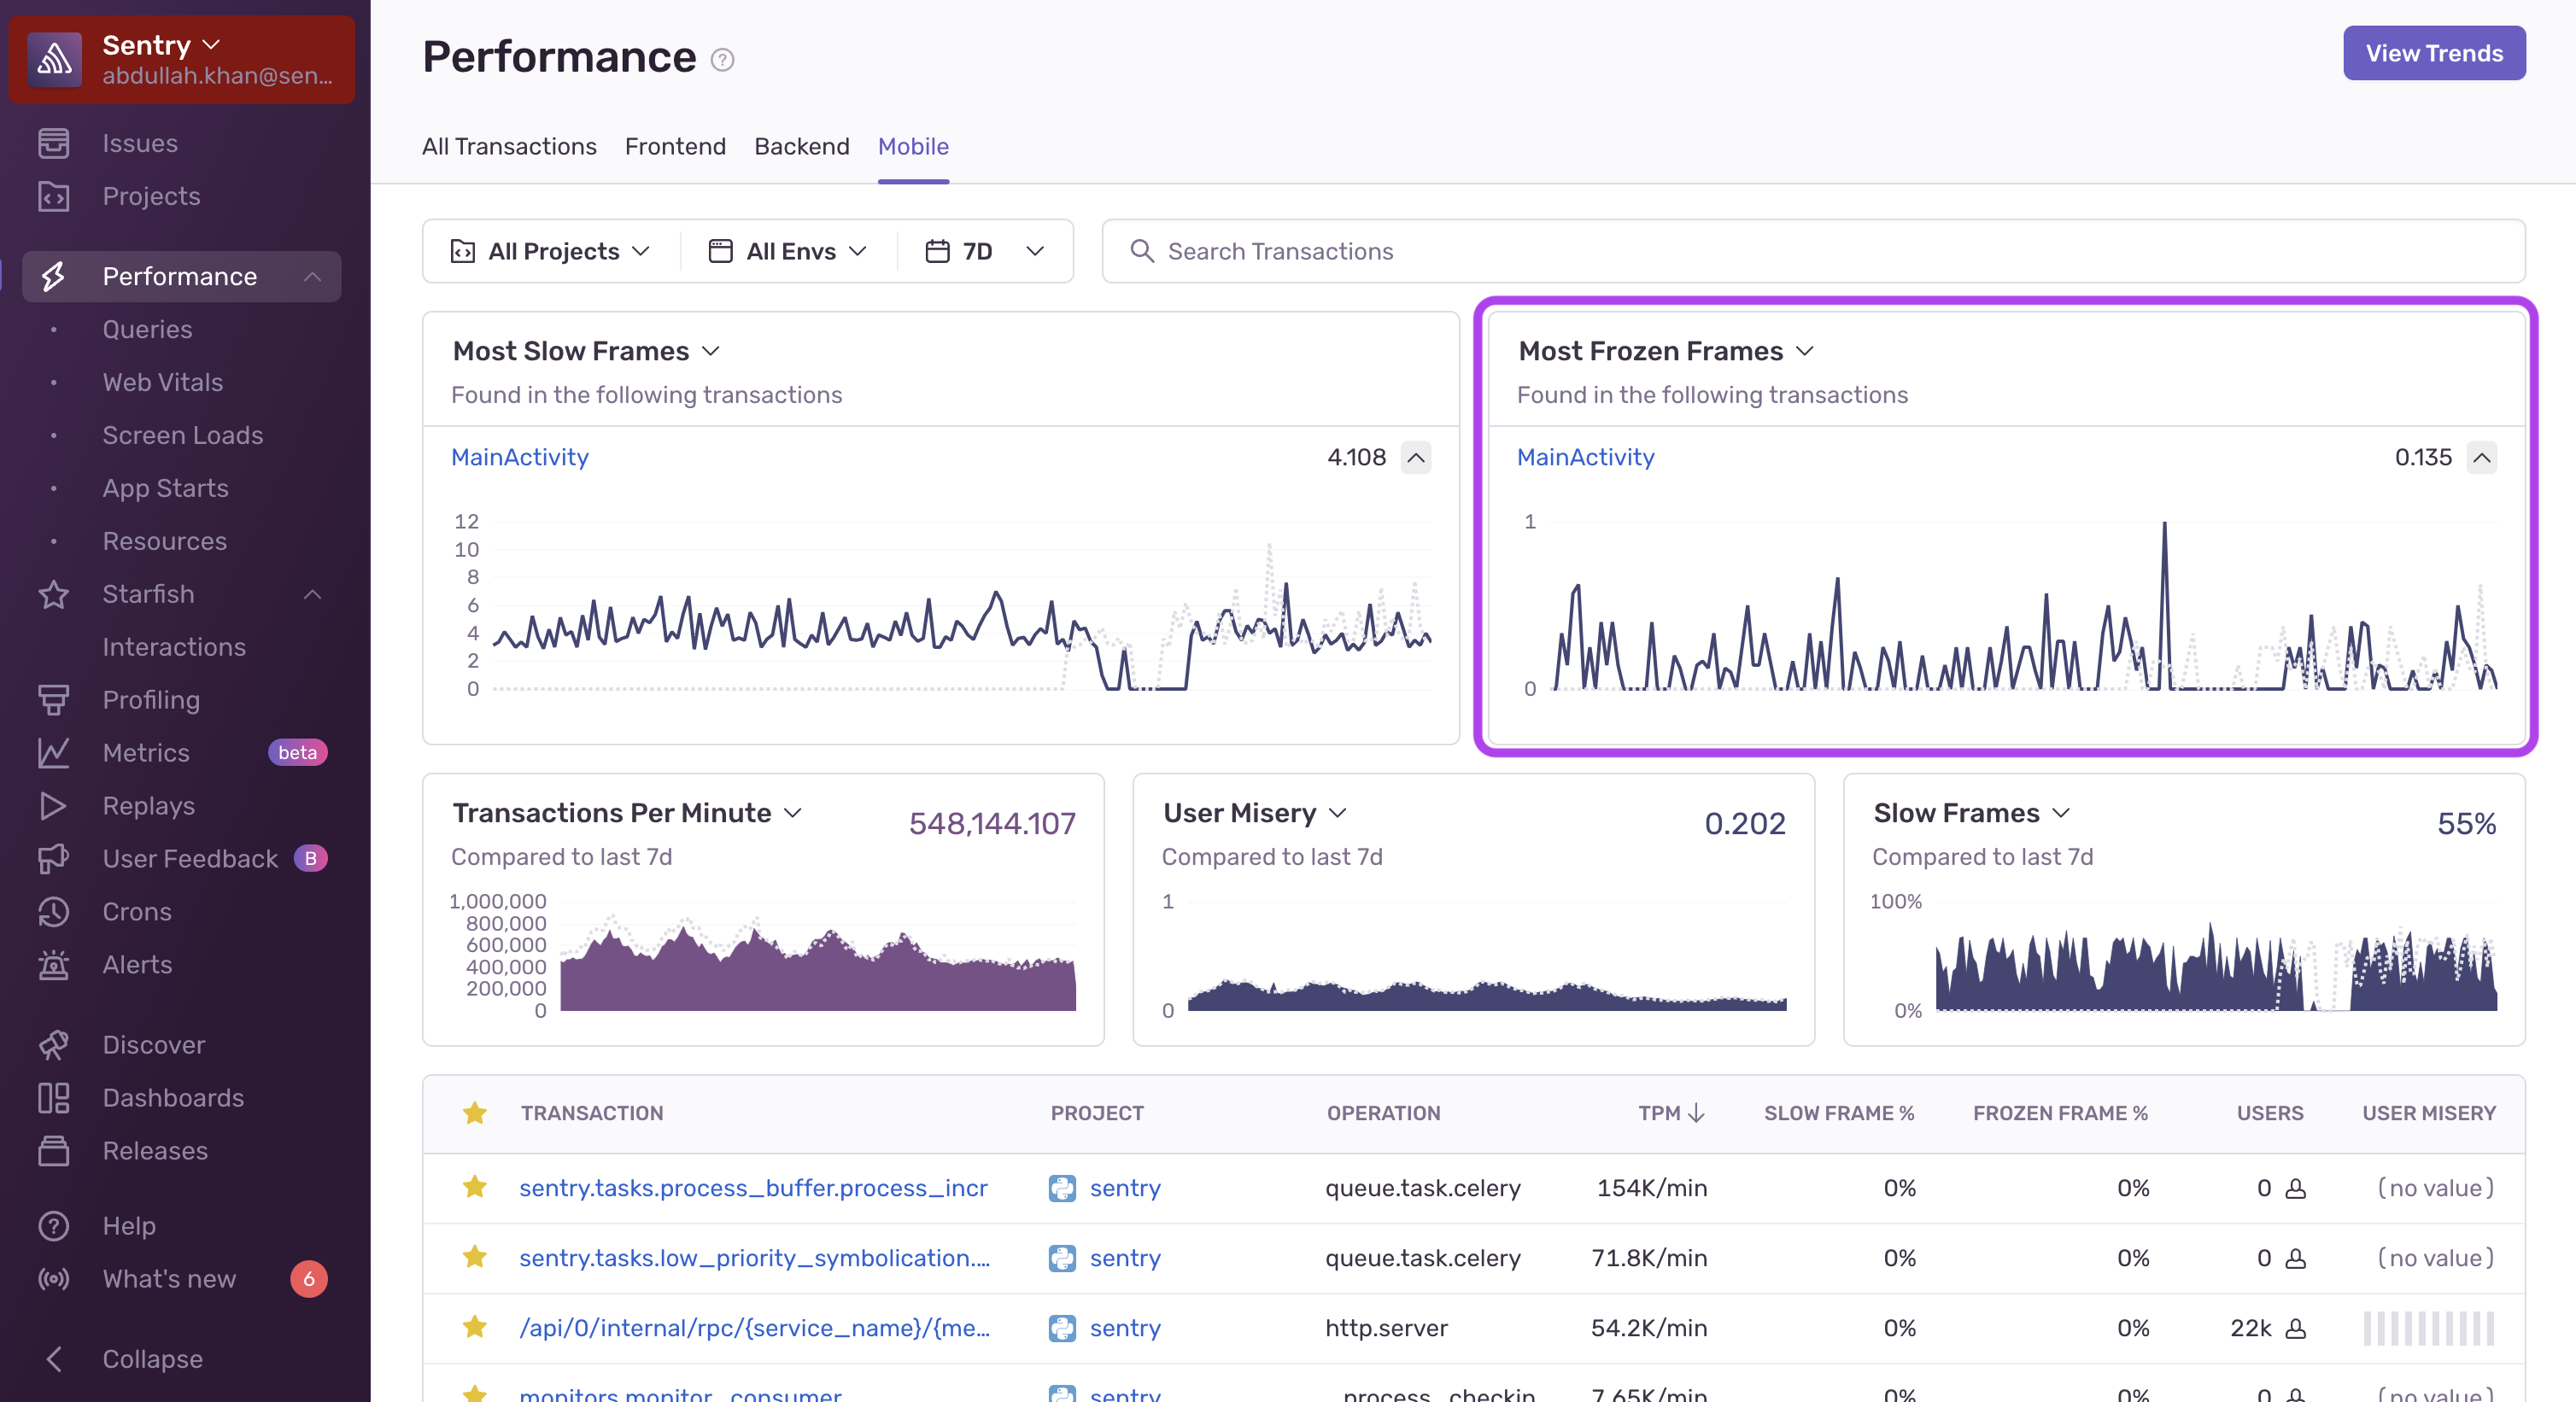 Sentry
abdullah.khan@sen...
Issues
Projects
Performance
Queries
Web Vitals
Screen Loads
App Starts
Resources
Starfish
Interactions
Profiling
Metrics beta
Replays
User Feedback B
Crons
Alerts
Discover
Dashboards
Releases
Help
What's new 6
Collapse
Performance ?
View Trends
All Transactions Frontend Backend Mobile
All Projects All Envs 7D Search Transactions
Most Slow Frames
Found in the following transactions
MainActivity 4.108
12
10
8
6
4
2
0
Most Frozen Frames
Found in the following transactions
MainActivity 0.135
1
0
Transactions Per Minute 548,144.107
Compared to last 7d
1,000,000
800,000
600,000
400,000
200,000
0
User Misery 0.202
Compared to last 7d
1
0
Slow Frames 55%
Compared to last 7d
100%
0%
TRANSACTION PROJECT OPERATION TPM SLOW FRAME % FROZEN FRAME % USERS USER MISERY
sentry.tasks.process_buffer.process_incr sentry queue.task.celery 154K/min 0% 0% 0 (no value)
sentry.tasks.low_priority_symbolication.... sentry queue.task.celery 71.8K/min 0% 0% 0 (no value)
/api/0/internal/rpc/{service_name}/{me... sentry http.server 54.2K/min 0% 0% 22k
monitors.monitor_consumer sentry _process_checkin 7.65K/min 0% 0% 0 (no value)